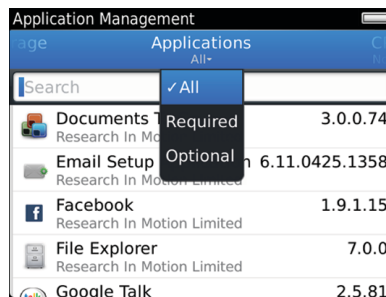 Application Management
age Applications
All
Search
✓All
Required
Optional
Documents T 3.0.0.74
Research In Mo
Email Setup n 6.11.0425.1358
Research In Motion Limited
Facebook 1.9.1.15
Research In Motion Limited
File Explorer 7.0.0
Research In Motion Limited
Google Talk 2.5.81